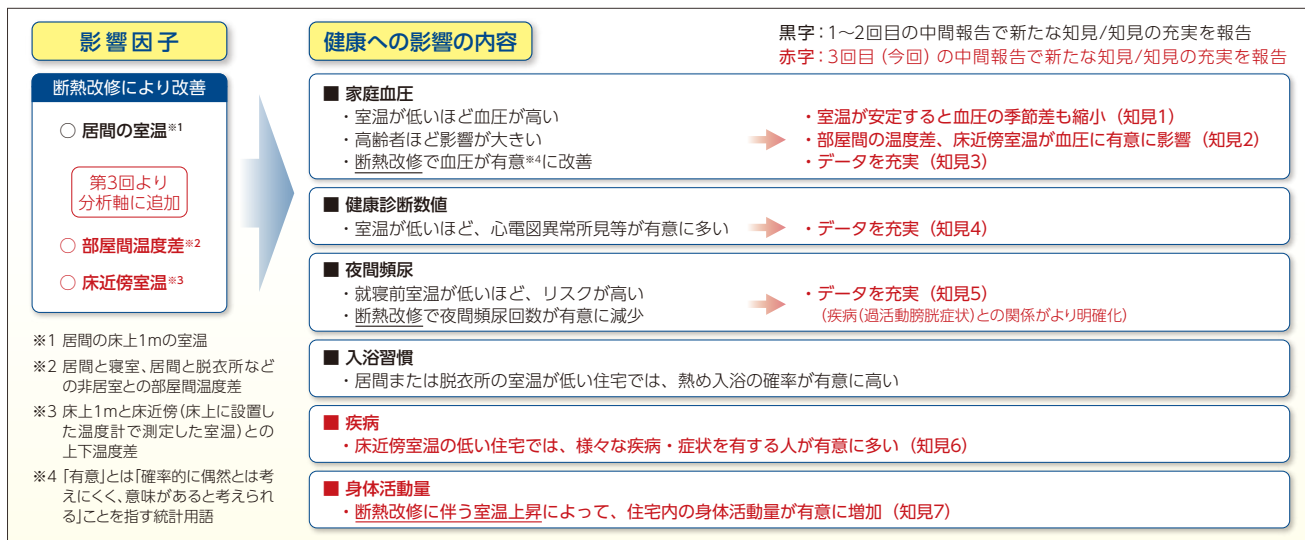 影響因子
健康への影響の内容
黒字：1～2回目の中間報告で新たな知見/知見の充実を報告
赤字：3回目（今回）の中間報告で新たな知見/知見の充実を報告
断熱改修により改善
○ 居間の室温※1
第3回より
分析軸に追加
○ 部屋間温度差※2
○ 床近傍室温※3
※1 居間の床上1mの室温
※2 居間と寝室、居間と脱衣所など
の非居室との部屋間温度差
※3 床上1mと床近傍（床上に設置し
た温度計で測定した室温）との
上下温度差
※4 「有意」とは「確率的に偶然とは考
えにくく、意味があると考えられ
る」ことを指す統計用語
■ 家庭血圧
・室温が低いほど血圧が高い
・高齢者ほど影響が大きい
・断熱改修で血圧が有意※4に改善
・室温が安定すると血圧の季節差も縮小（知見1）
・部屋間の温度差、床近傍室温が血圧に有意に影響（知見2）
・データを充実（知見3）
■ 健康診断数値
・室温が低いほど、心電図異常所見等が有意に多い
・データを充実（知見4）
■ 夜間頻尿
・就寝前室温が低いほど、リスクが高い
・断熱改修で夜間頻尿回数が有意に減少
・データを充実（知見5）
（疾病（過活動膀胱症状）との関係がより明確化）
■ 入浴習慣
・居間または脱衣所の室温が低い住宅では、熱め入浴の確率が有意に高い
■ 疾病
・床近傍室温の低い住宅では、様々な疾病・症状を有する人が有意に多い（知見6）
■ 身体活動量
・断熱改修に伴う室温上昇によって、住宅内の身体活動量が有意に増加（知見7）